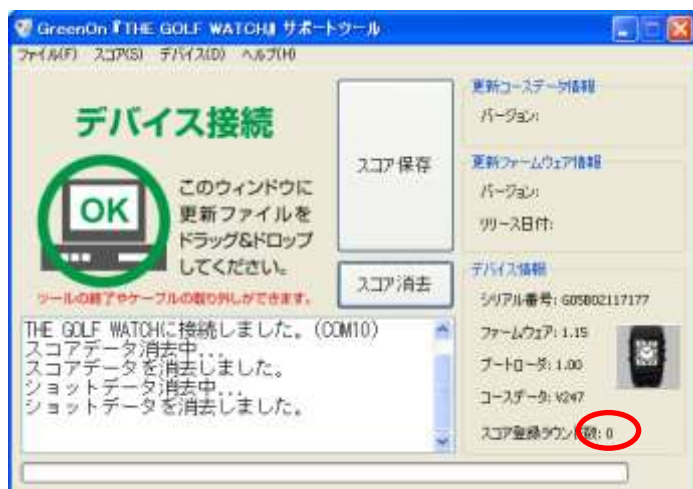 GreenOn『THE GOLF WATCH』サポートツール
ファイル(F) スコア(S) デバイス(D) ヘルプ(H)
デバイス接続
OK
このウィンドウに
更新ファイルを
ドラッグ&ドロップ
してください。
ツールの終了やケーブルの取り外しができます。
スコア保存
スコア消去
更新コースデータ情報
バージョン:
更新ファームウェア情報
バージョン:
リリース日付:
デバイス情報
シリアル番号: G05B02117177
ファームウェア: 1.15
ブートローダ: 1.00
コースデータ: V247
スコア登録ラウンド数: 0
THE GOLF WATCHに接続しました。(COM10)
スコアデータ消去中...
スコアデータを消去しました。
ショットデータ消去中...
ショットデータを消去しました。